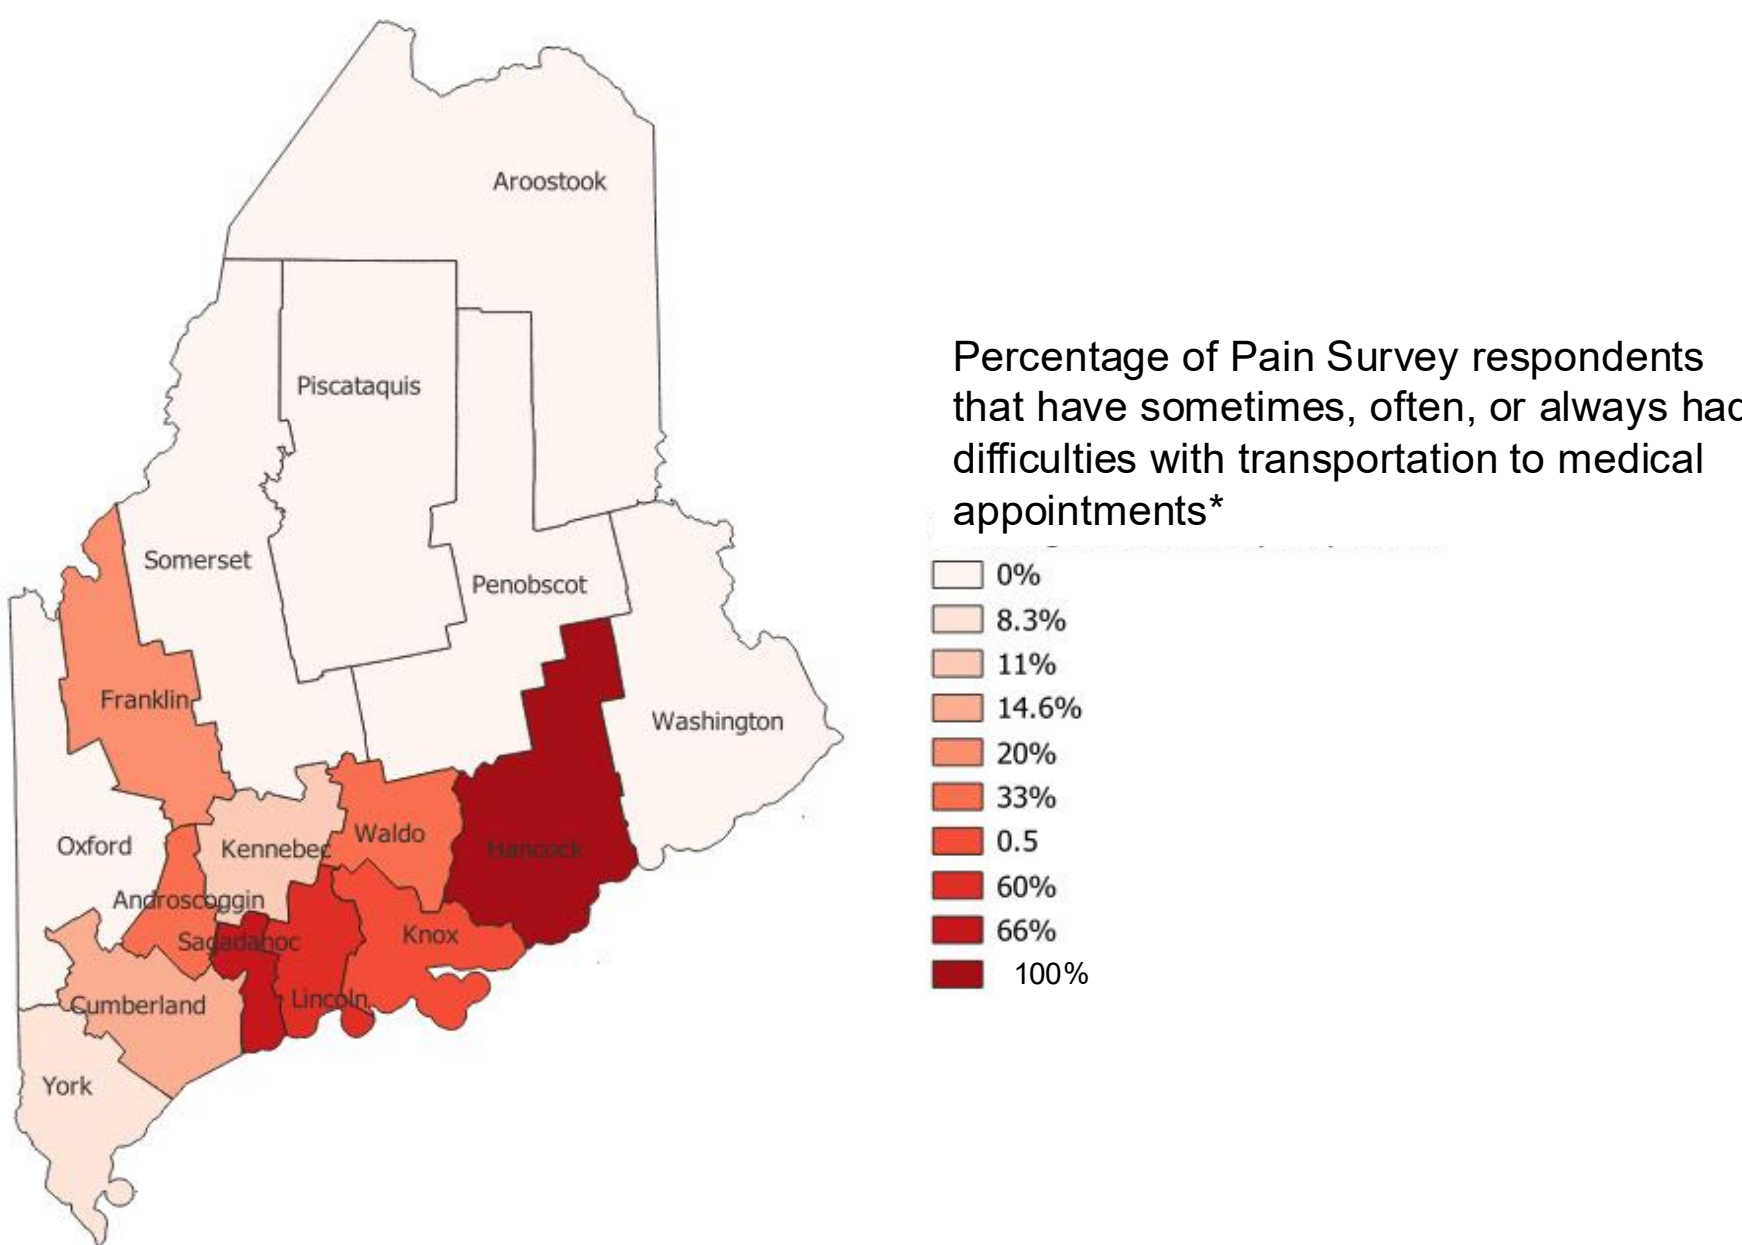 Aroostook
Piscataquis
Percentage of Pain Survey respondents
that have sometimes, often, or always had
difficulties with transportation to medical
appointments*
Somerset
Penobscot
0%
8.3%
11%
14.6%
20%
33%
0.5
60%
66%
100%
Franklin
Washington
Oxford
Kennebec
Waldo
Hancock
Androscoggin
Sagadahoc
Knox
Cumberland
Lincoln
York